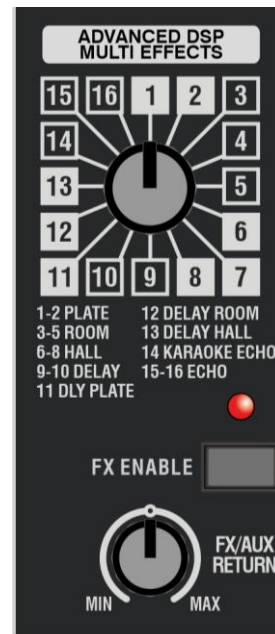 ADVANCED DSP
MULTI EFFECTS
15 16 1 2 3
14 4
13 5
12 6
11 10 9 8 7
1-2 PLATE 12 DELAY ROOM
3-5 ROOM 13 DELAY HALL
6-8 HALL 14 KARAOKE ECHO
9-10 DELAY 15-16 ECHO
11 DLY PLATE
FX ENABLE
FX/AUX
RETURN
MIN MAX